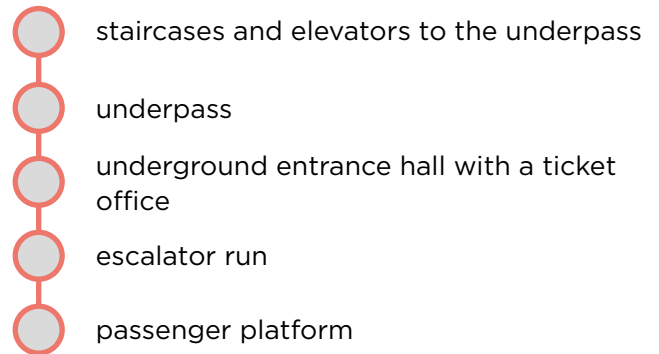 staircases and elevators to the underpass
underpass
underground entrance hall with a ticket
office
escalator run
passenger platform